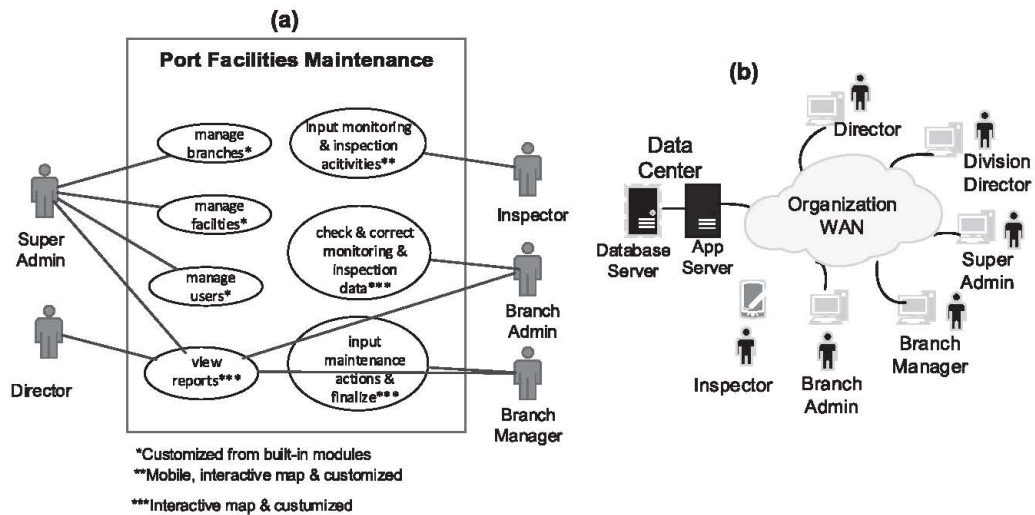 (a)
Port Facilities Maintenance
manage
branches*
input monitoring
& inspection
acitivities**
Super
Admin
manage
facilties*
Inspector
check & correct
monitoring &
inspection
data***
manage
users*
Branch
Admin
Director
view
reports***
input
maintenance
actions &
finalize***
Branch
Manager
*Customized from built-in modules
**Mobile, interactive map & customized
***Interactive map & custumized
(b)
Director
Data
Center
Division
Director
Organization
WAN
Database
Server
App
Server
Super
Admin
Branch
Manager
Inspector
Branch
Admin